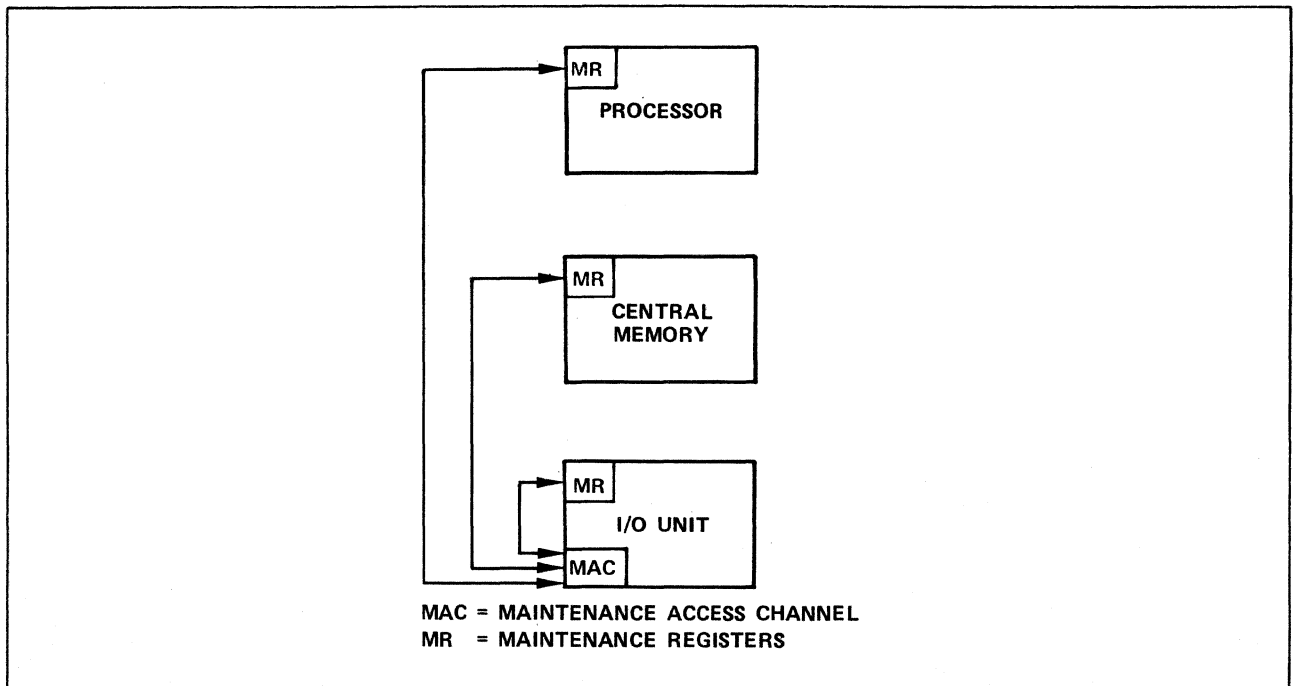 MR
PROCESSOR
MR
CENTRAL
MEMORY
MR
I/O UNIT
MAC
MAC = MAINTENANCE ACCESS CHANNEL
MR = MAINTENANCE REGISTERS